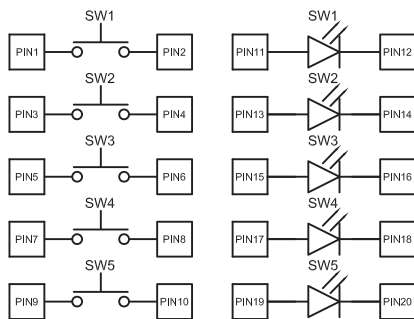 SW1 SW1
PIN1 PIN2 PIN11 PIN12
SW2 SW2
PIN3 PIN4 PIN13 PIN14
SW3 SW3
PIN5 PIN6 PIN15 PIN16
SW4 SW4
PIN7 PIN8 PIN17 PIN18
SW5 SW5
PIN9 PIN10 PIN19 PIN20